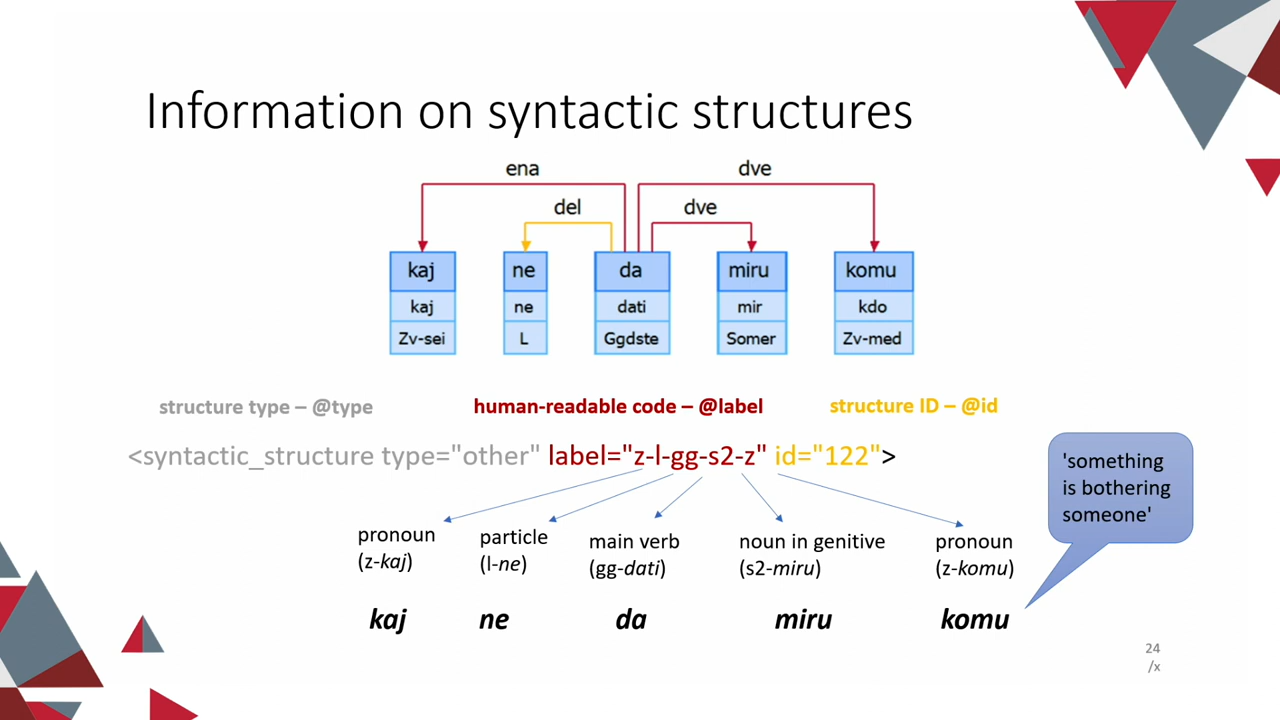 Information on syntactic structures
ena dve
del dve
kaj ne da miru komu
kaj ne dati mir kdo
Zv-sei L Ggdste Somer Zv-med
structure type – @type human-readable code – @label structure ID – @id
<syntactic_structure type="other" label="z-l-gg-s2-z" id="122">
'something
is bothering
someone'
pronoun particle main verb noun in genitive pronoun
(z-kaj) (l-ne) (gg-dati) (s2-miru) (z-komu)
kaj ne da miru komu
24
/x